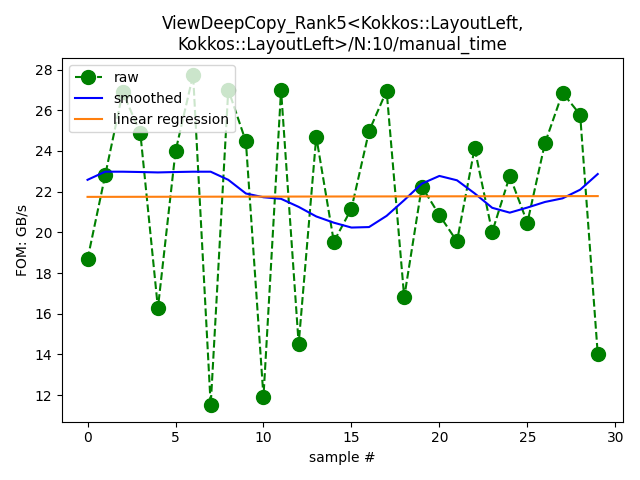 ViewDeepCopy_Rank5<Kokkos::LayoutLeft,
Kokkos::LayoutLeft>/N:10/manual_time
raw
smoothed
linear regression
FOM: GB/s
28
26
24
22
20
18
16
14
12
0
5
10
15
20
25
30
sample #